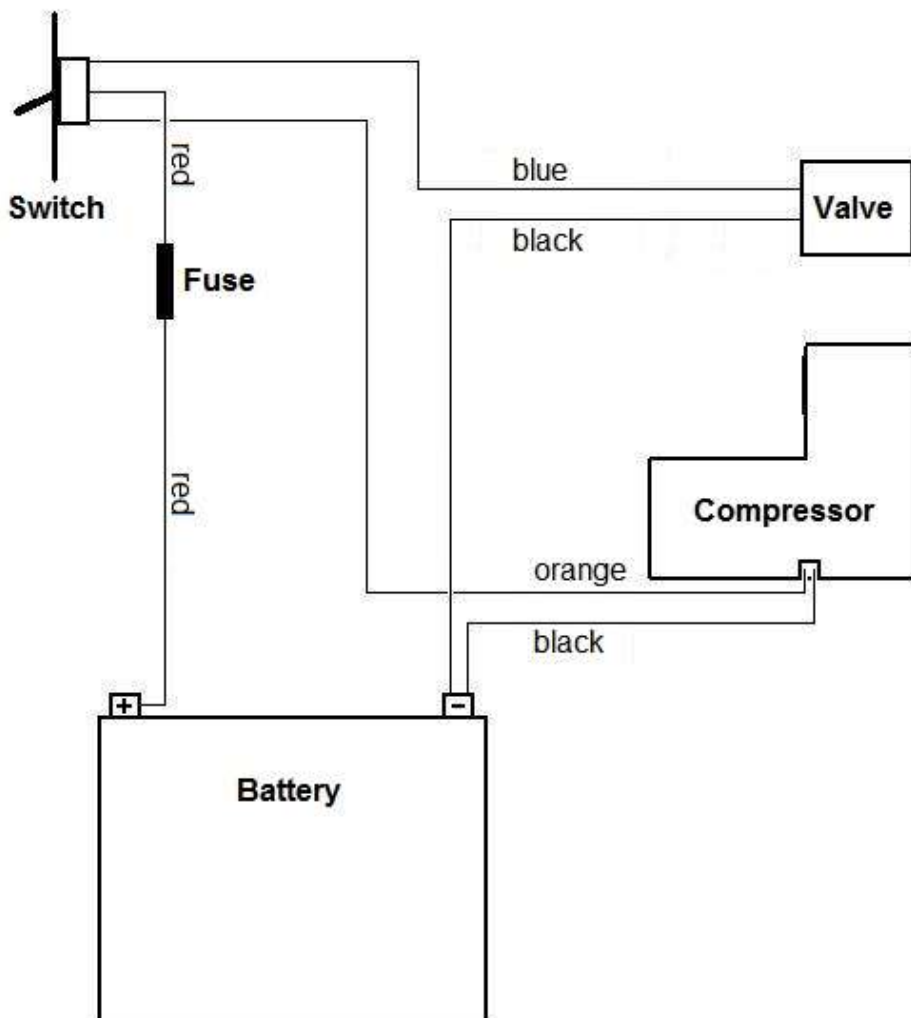 red
blue
Switch
Valve
black
Fuse
red
Compressor
orange
black
+
-
Battery